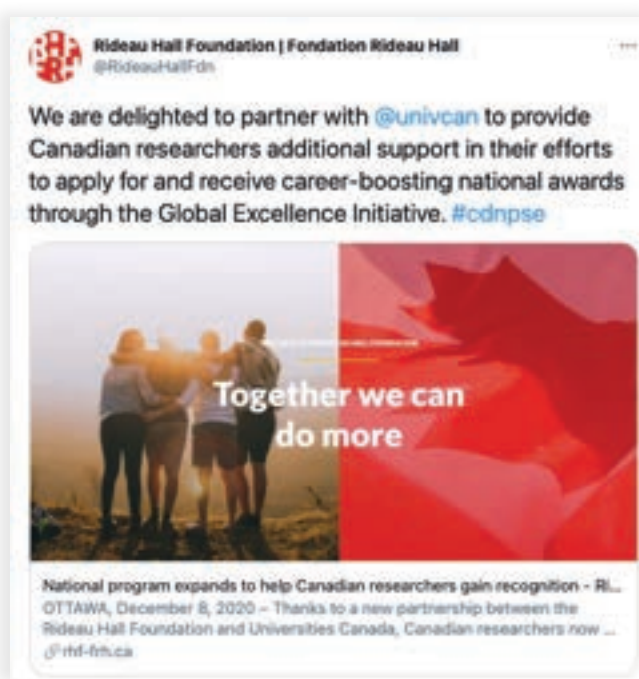 Rideau Hall Foundation | Fondation Rideau Hall
@RideauHallFdn
We are delighted to partner with @univcan to provide
Canadian researchers additional support in their efforts
to apply for and receive career-boosting national awards
through the Global Excellence Initiative. #cdnpse
Together we can
do more
National program expands to help Canadian researchers gain recognition - Ri...
OTTAWA, December 8, 2020 – Thanks to a new partnership between the
Rideau Hall Foundation and Universities Canada, Canadian researchers now ...
rhf-frh.ca